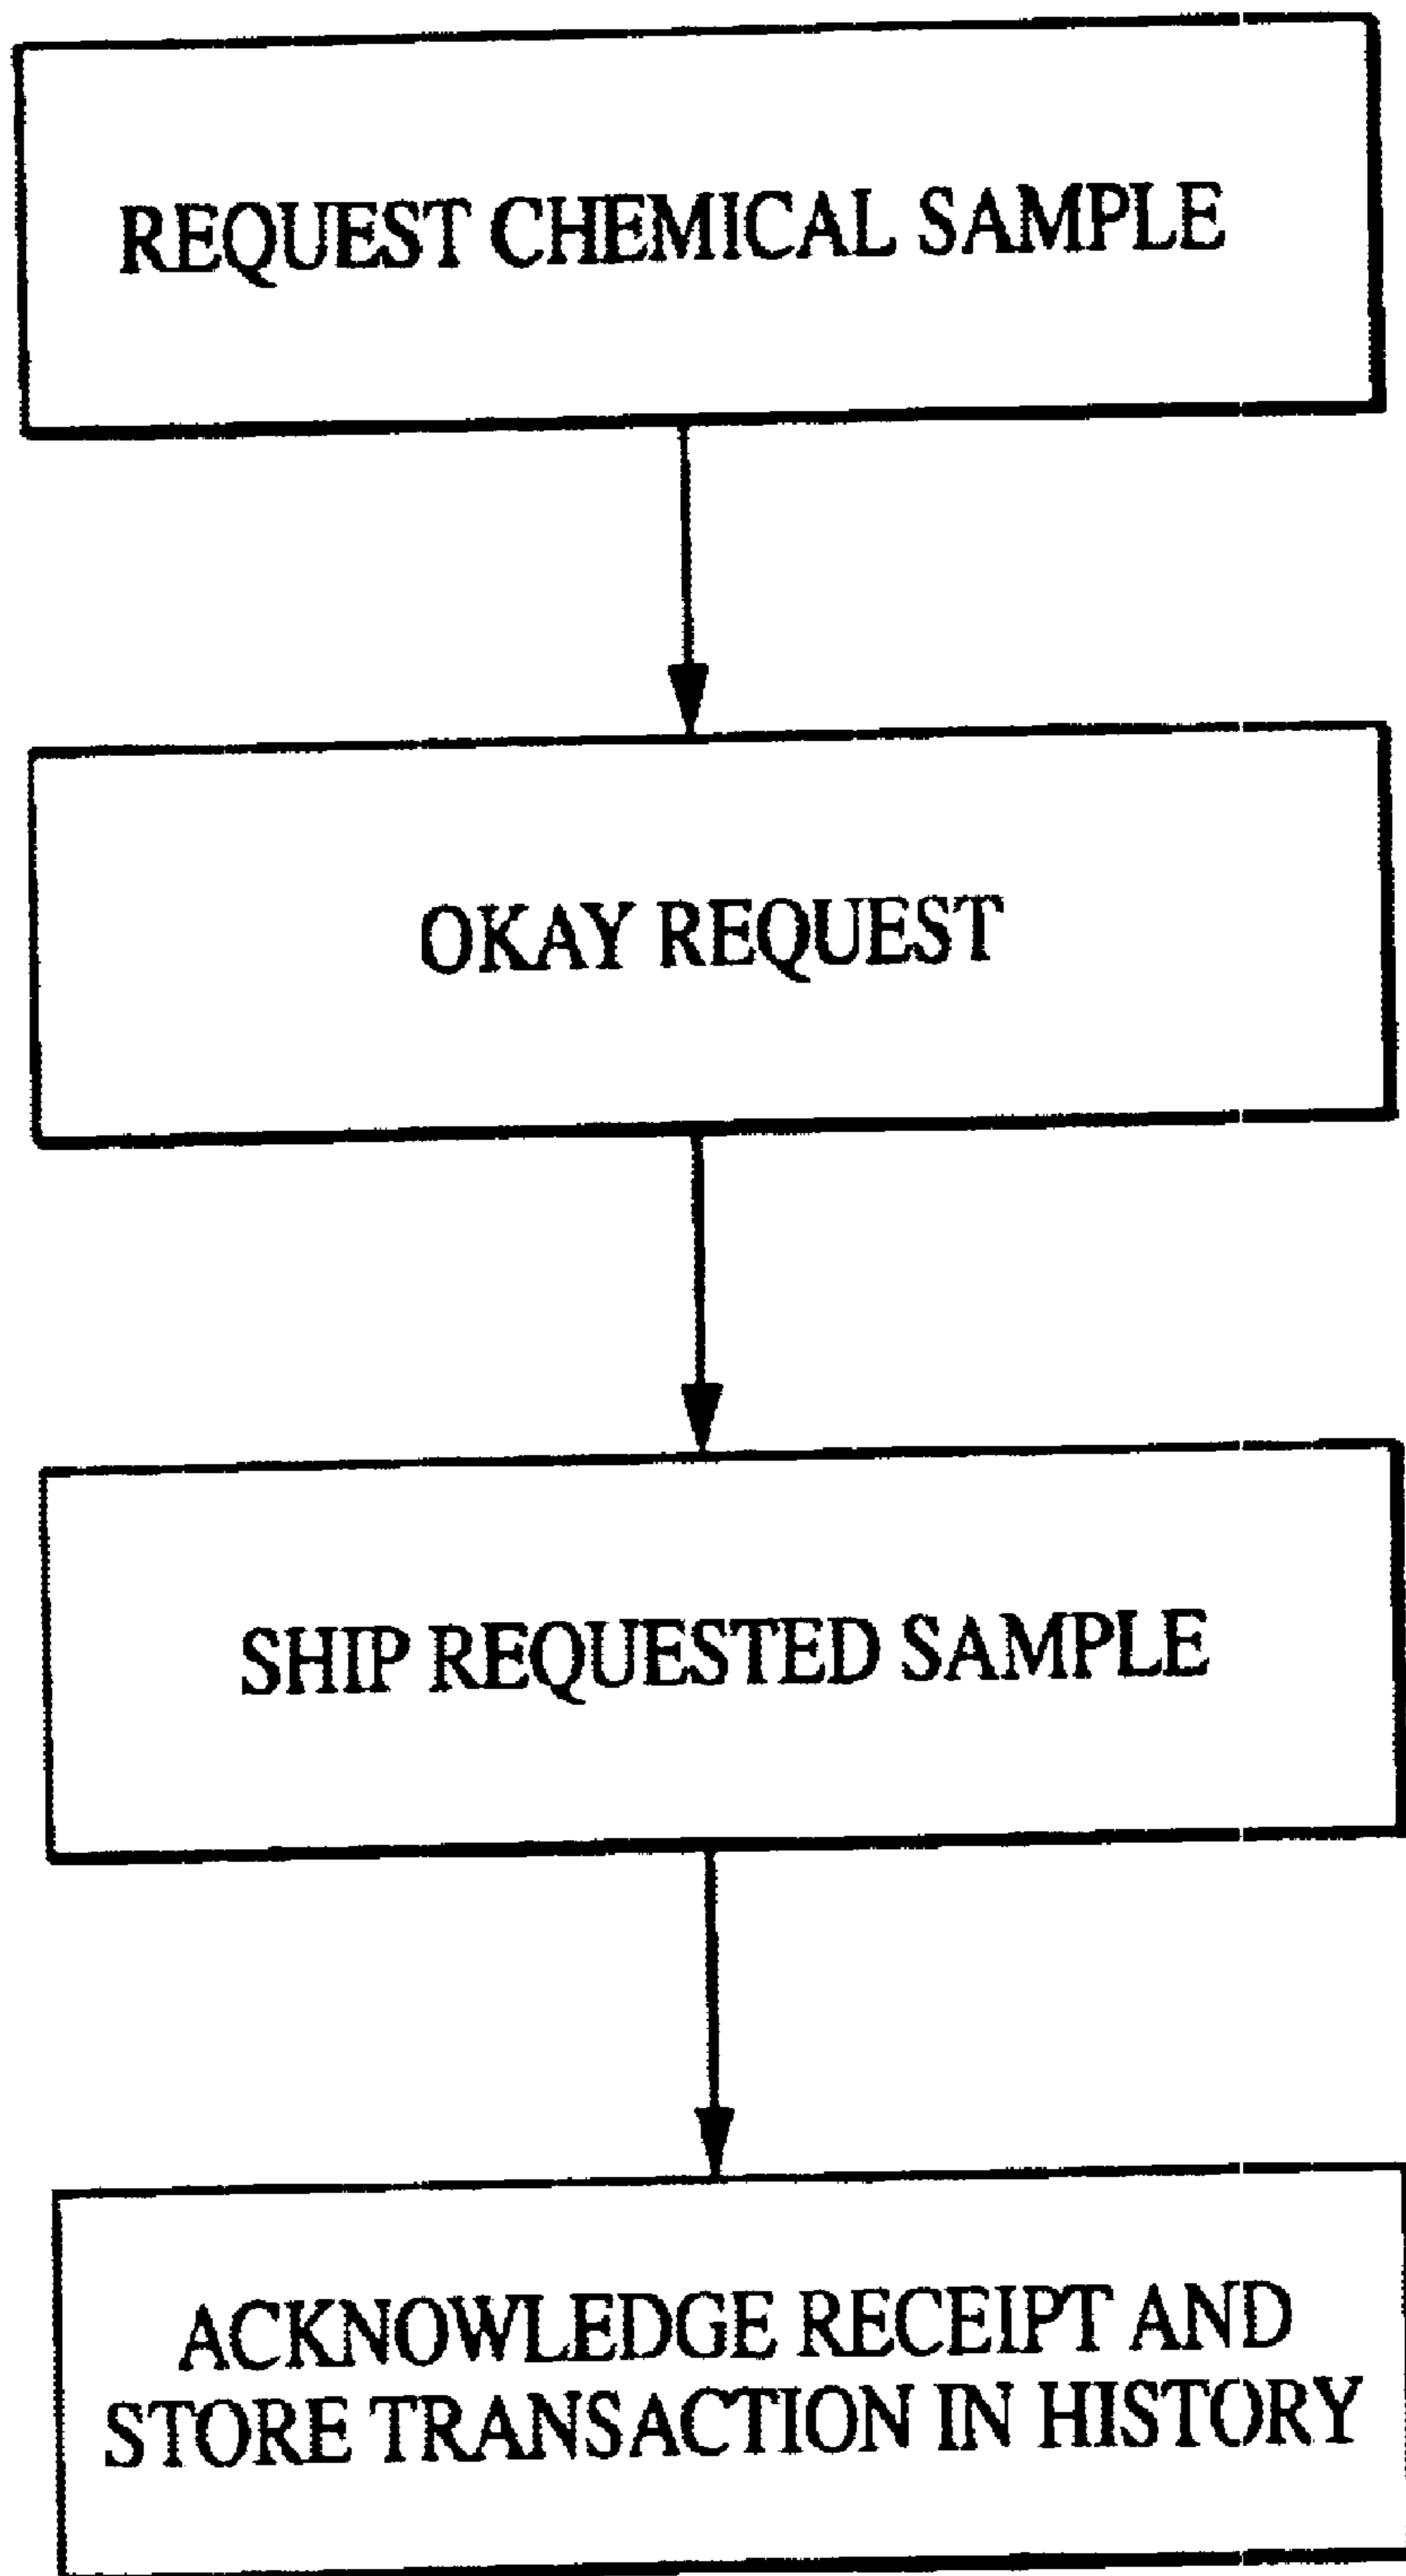 REQUEST CHEMICAL SAMPLE
OKAY REQUEST
SHIP REQUESTED SAMPLE
ACKNOWLEDGE RECEIPT AND
STORE TRANSACTION IN HISTORY